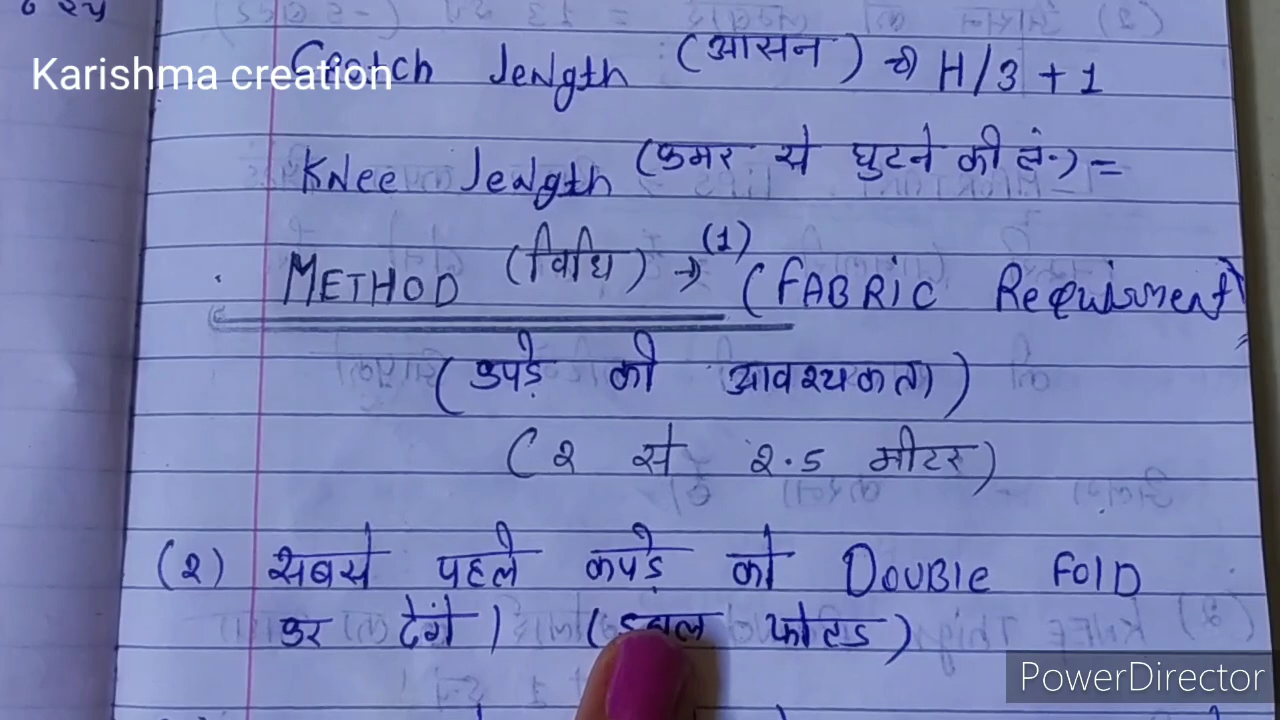 Karishma creation
Crotch length (आसन) → H/3 + 1
Knee length (कमर से घुटने की लं.) =
METHOD (विधि) → (1) (FABRIC Requirment)
(कपड़े की आवश्यकता)
(2 से 2.5 मीटर)
(2) सबसे पहले कपड़े को DOUBle FOlD
कर देगें। (डबल फोल्ड)
PowerDirector